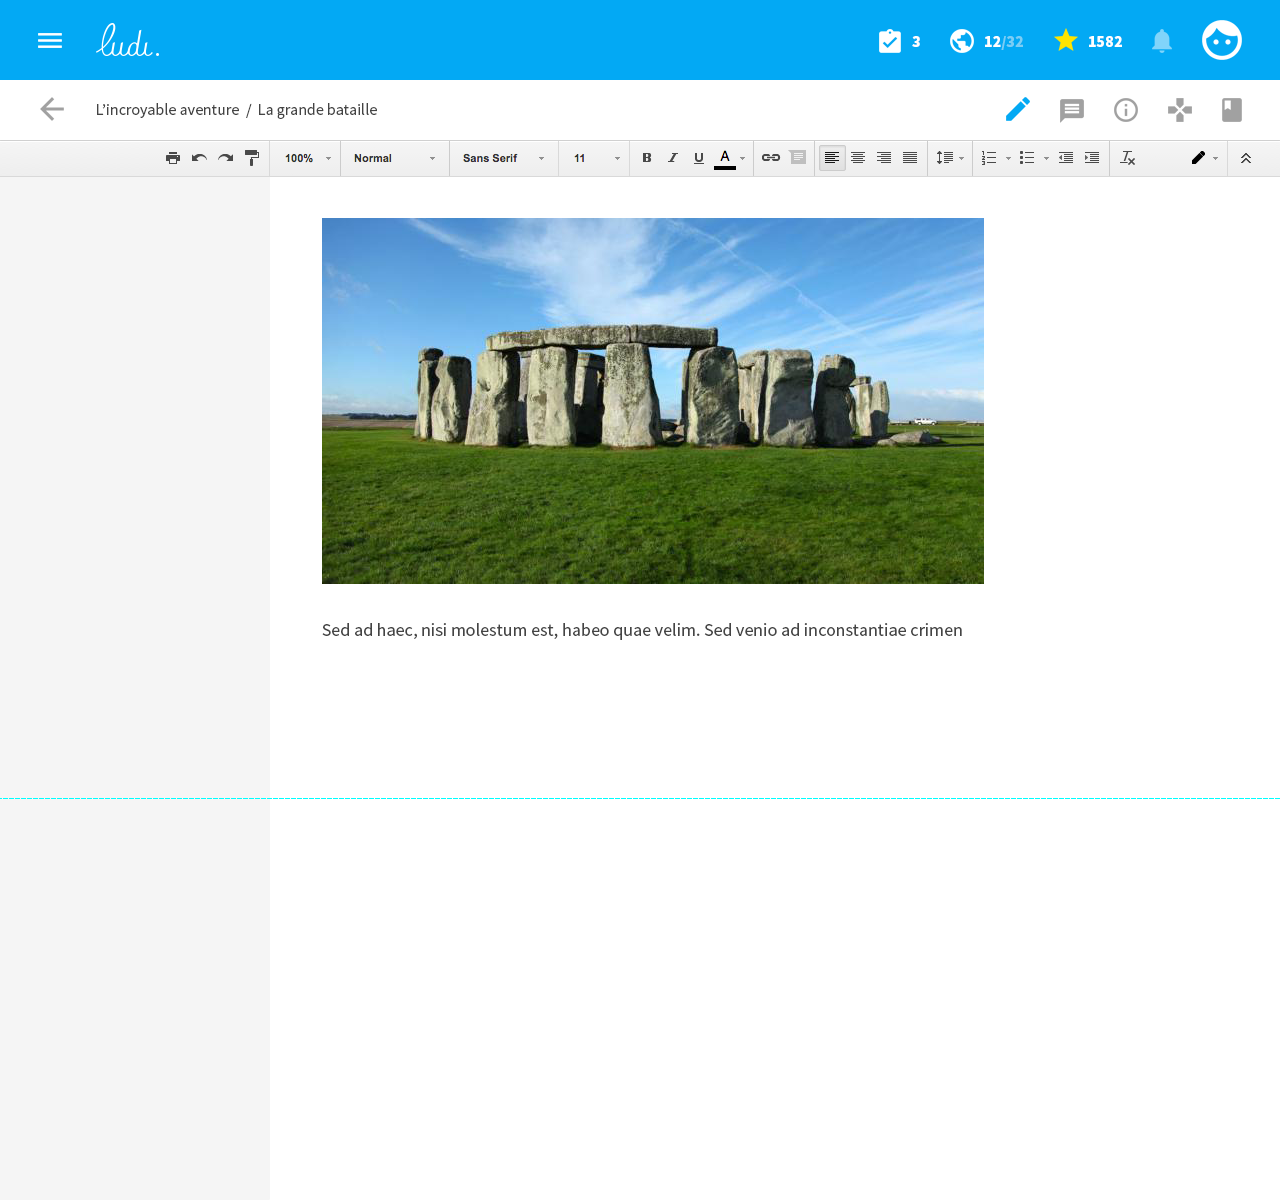 ludi.
3
12/32
1582
L’incroyable aventure / La grande bataille
100% Normal Sans Serif 11 B I U A
Sed ad haec, nisi molestum est, habeo quae velim. Sed venio ad inconstantiae crimen